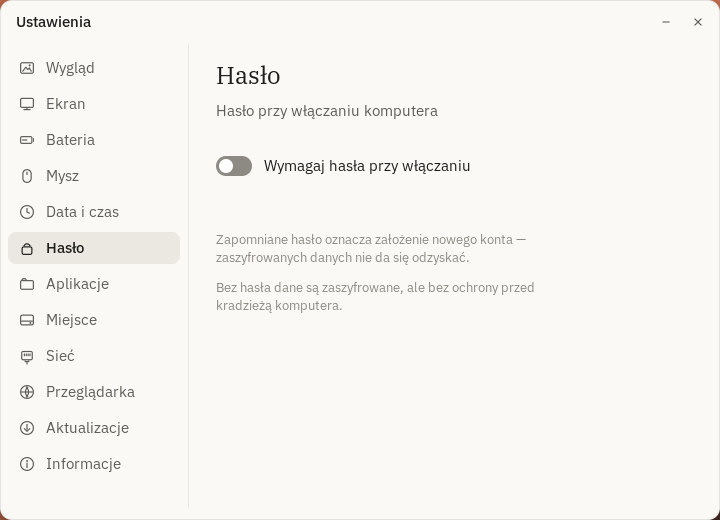 Ustawienia
Wygląd
Ekran
Bateria
Mysz
Data i czas
Hasło
Aplikacje
Miejsce
Sieć
Przeglądarka
Aktualizacje
Informacje
Hasło
Hasło przy włączaniu komputera
Wymagaj hasła przy włączaniu
Zapomniane hasło oznacza założenie nowego konta —
zaszyfrowanych danych nie da się odzyskać.
Bez hasła dane są zaszyfrowane, ale bez ochrony przed
kradzieżą komputera.